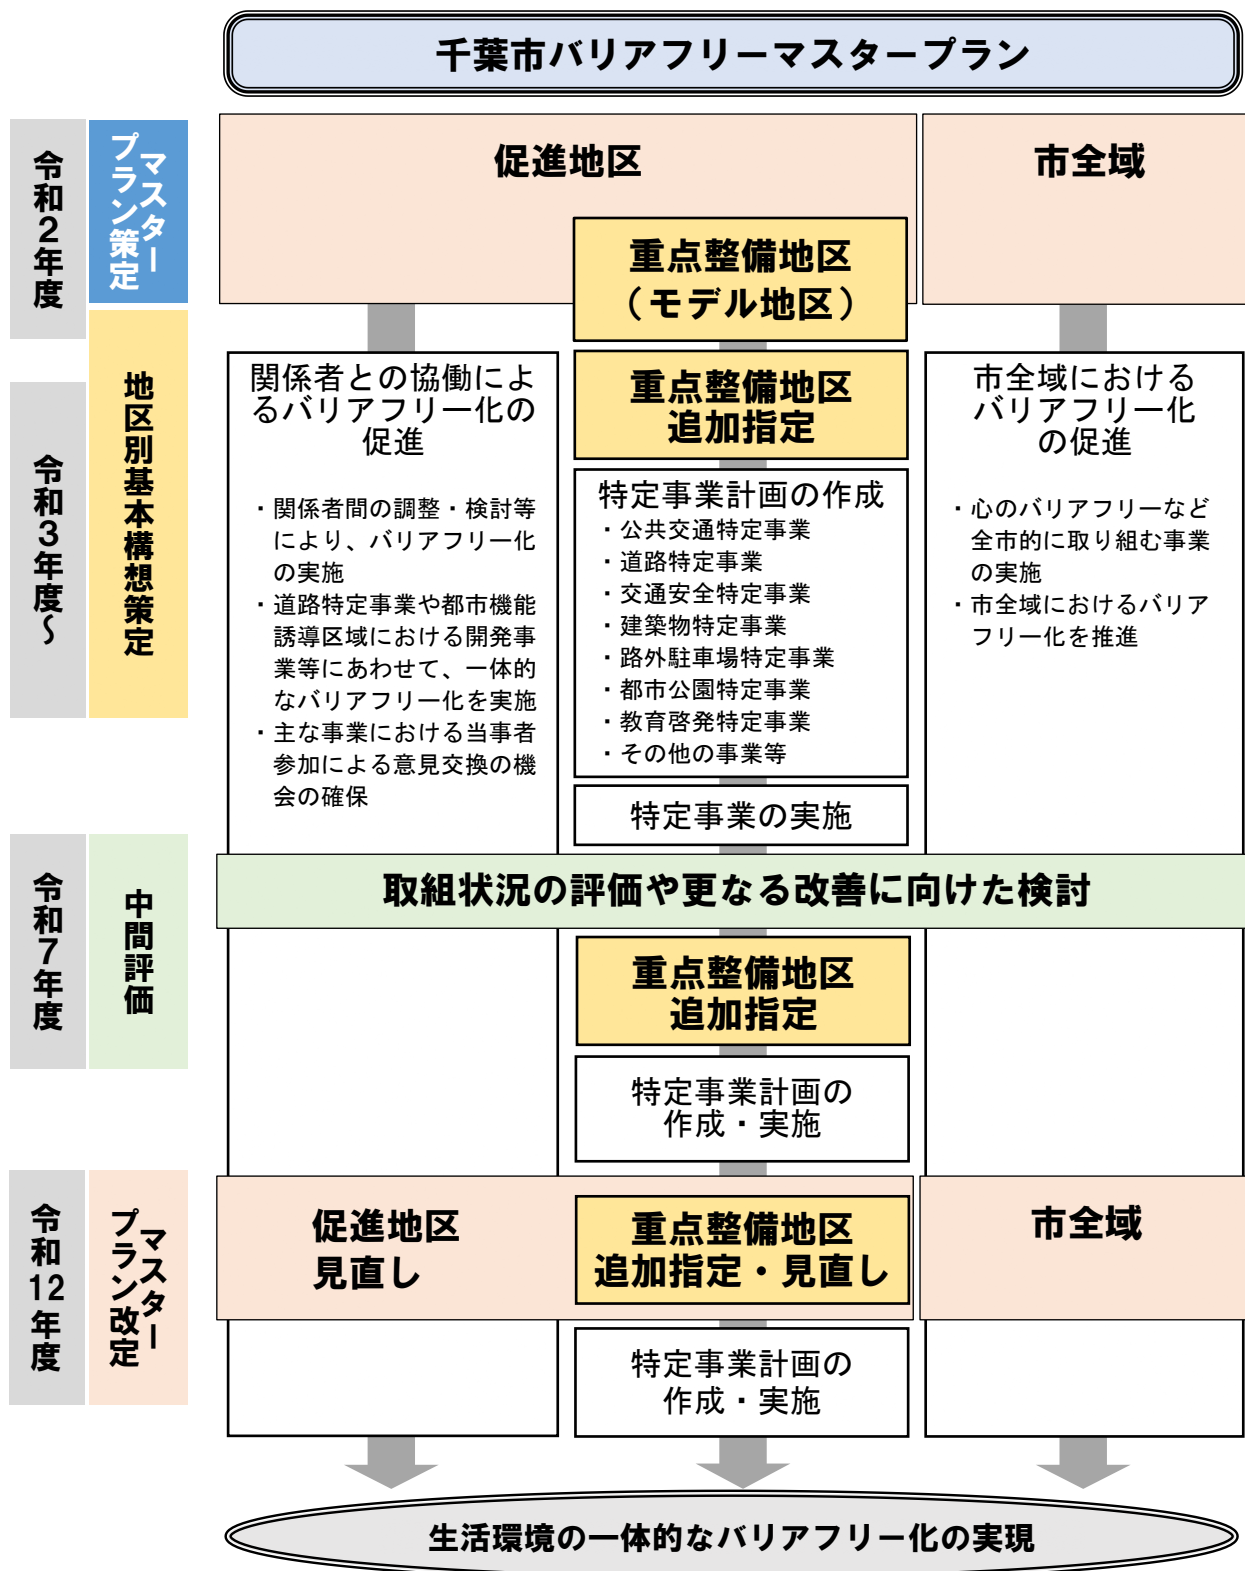 千葉市バリアフリーマスタープラン
令和２年度
マスター
プラン策定
促進地区
市全域
重点整備地区
（モデル地区）
令和３年度～
地区別基本構想策定
関係者との協働によ
るバリアフリー化の
促進
・関係者間の調整・検討等
により、バリアフリー化
の実施
・道路特定事業や都市機能
誘導区域における開発事
業等にあわせて、一体的
なバリアフリー化を実施
・主な事業における当事者
参加による意見交換の機
会の確保
重点整備地区
追加指定
特定事業計画の作成
・公共交通特定事業
・道路特定事業
・交通安全特定事業
・建築物特定事業
・路外駐車場特定事業
・都市公園特定事業
・教育啓発特定事業
・その他の事業等
特定事業の実施
市全域における
バリアフリー化
の促進
・心のバリアフリーなど
全市的に取り組む事業
の実施
・市全域におけるバリア
フリー化を推進
令和７年度
中間評価
取組状況の評価や更なる改善に向けた検討
重点整備地区
追加指定
特定事業計画の
作成・実施
令和12年度
マスター
プラン改定
促進地区
見直し
重点整備地区
追加指定・見直し
市全域
特定事業計画の
作成・実施
生活環境の一体的なバリアフリー化の実現